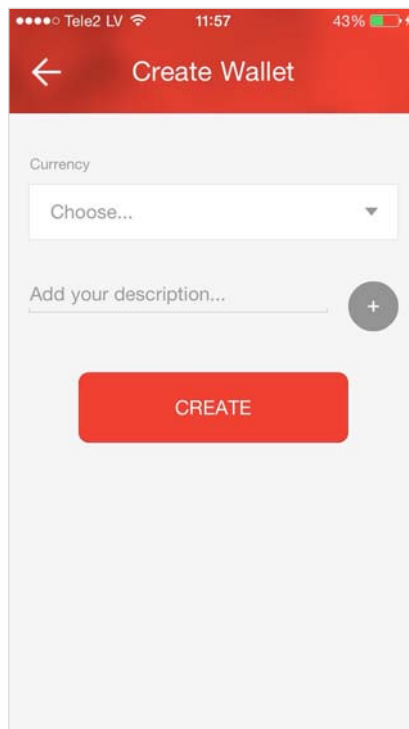 Tele2 LV 11:57 43%
Create Wallet
Currency
Choose...
Add your description...
+
CREATE